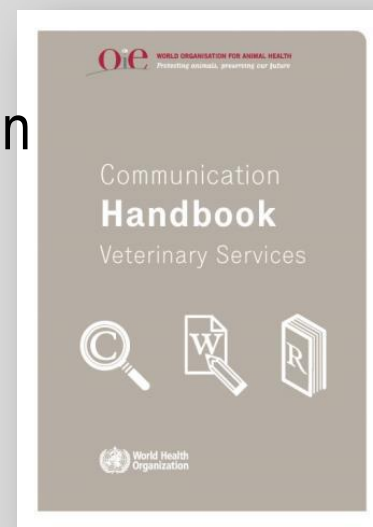 n
Oie
WORLD ORGANISATION FOR ANIMAL HEALTH
Protecting animals, preserving our future
Communication
Handbook
Veterinary Services
C
W
R
World Health
Organization